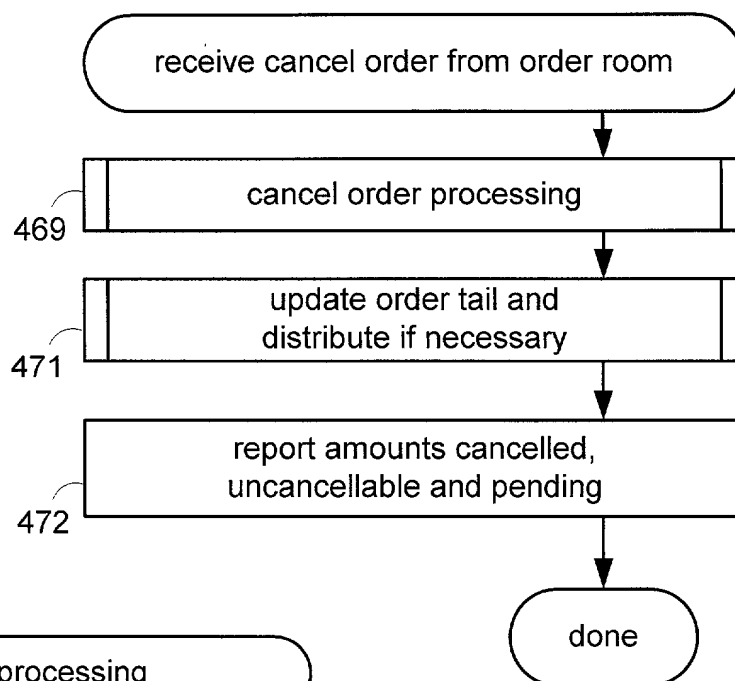 receive cancel order from order room
cancel order processing
469
update order tail and
distribute if necessary
471
report amounts cancelled,
uncancellable and pending
472
done
processing